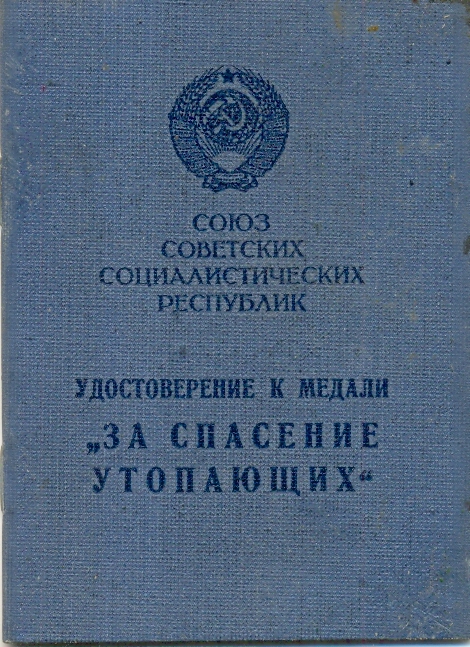 СОЮЗ
СОВЕТСКИХ
СОЦИАЛИСТИЧЕСКИХ
РЕСПУБЛИК
УДОСТОВЕРЕНИЕ К МЕДАЛИ
„ЗА СПАСЕНИЕ
УТОПАЮЩИХ“